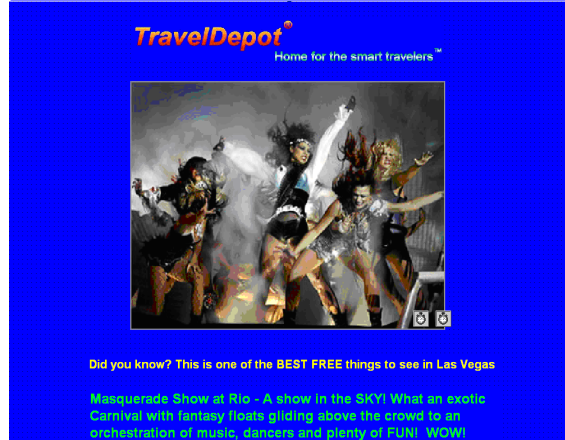 TravelDepot®
Home for the smart travelers™
Did you know? This is one of the BEST FREE things to see in Las Vegas
Masquerade Show at Rio - A show in the SKY! What an exotic
Carnival with fantasy floats gliding above the crowd to an
orchestration of music, dancers and plenty of FUN! WOW!